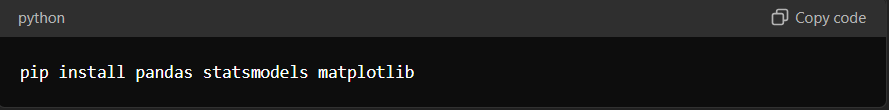 python
Copy code
pip install pandas statsmodels matplotlib